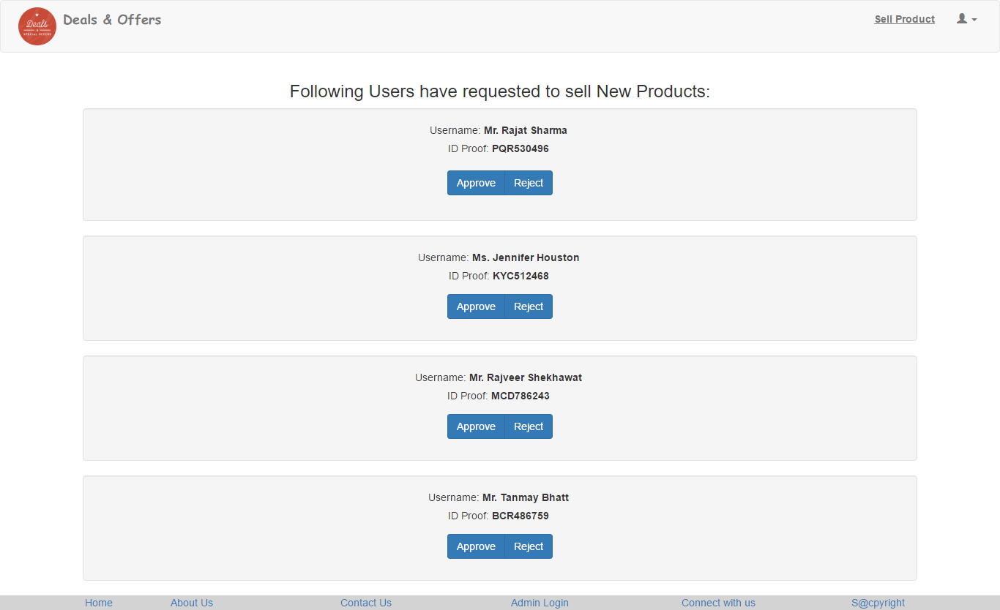 Deals
SPECIAL OFFERS
Deals & Offers
Sell Product
Following Users have requested to sell New Products:
Username: Mr. Rajat Sharma
ID Proof: PQR530496
Approve Reject
Username: Ms. Jennifer Houston
ID Proof: KYC512468
Approve Reject
Username: Mr. Rajveer Shekhawat
ID Proof: MCD786243
Approve Reject
Username: Mr. Tanmay Bhatt
ID Proof: BCR486759
Approve Reject
Home About Us Contact Us Admin Login Connect with us S@cpyright